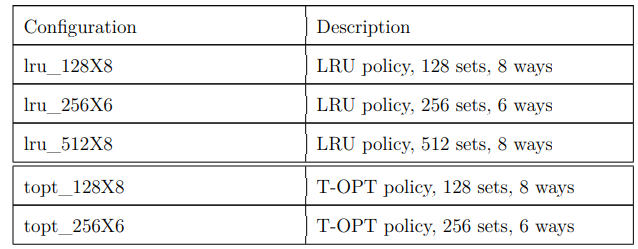 Configuration Description
lru_128X8 LRU policy, 128 sets, 8 ways
lru_256X6 LRU policy, 256 sets, 6 ways
lru_512X8 LRU policy, 512 sets, 8 ways
topt_128X8 T-OPT policy, 128 sets, 8 ways
topt_256X6 T-OPT policy, 256 sets, 6 ways